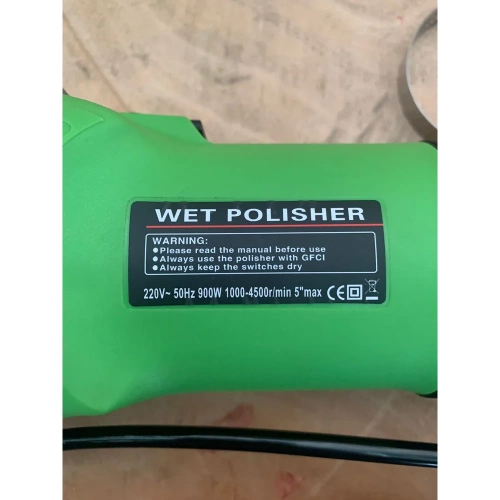 WET POLISHER
WARNING:
●Please read the manual before use
●Always use the polisher with GFCI
●Always keep the switches dry
220V~ 50Hz 900W 1000-4500r/min 5"max CE